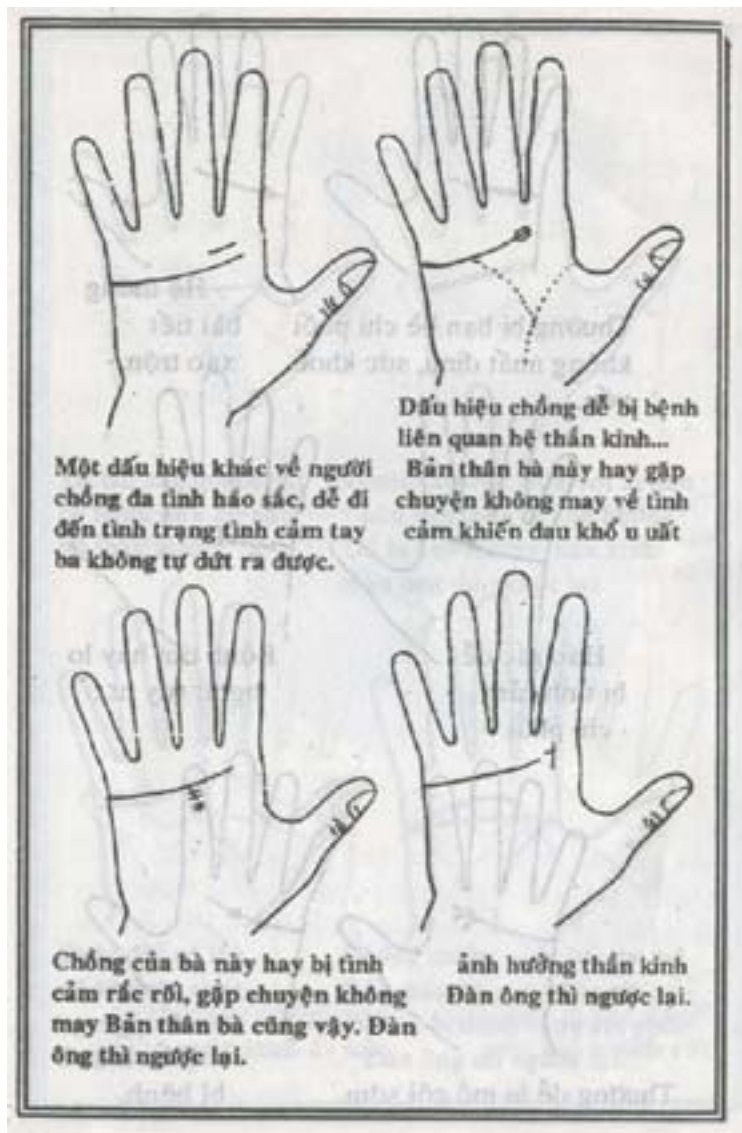 Một dấu hiệu khác về người
chồng đa tình háo sắc, dễ đi
đến tình trạng tình cảm tay
ba không tự dứt ra được.
Dấu hiệu chồng dễ bị bệnh
liên quan hệ thần kinh...
Bản thân bà này hay gặp
chuyện không may về tình
cảm khiến đau khổ u uất
Chồng của bà này hay bị tình
cảm rắc rối, gặp chuyện không
may Bản thân bà cũng vậy. Đàn
ông thì ngược lại.
ảnh hưởng thần kinh
Đàn ông thì ngược lại.